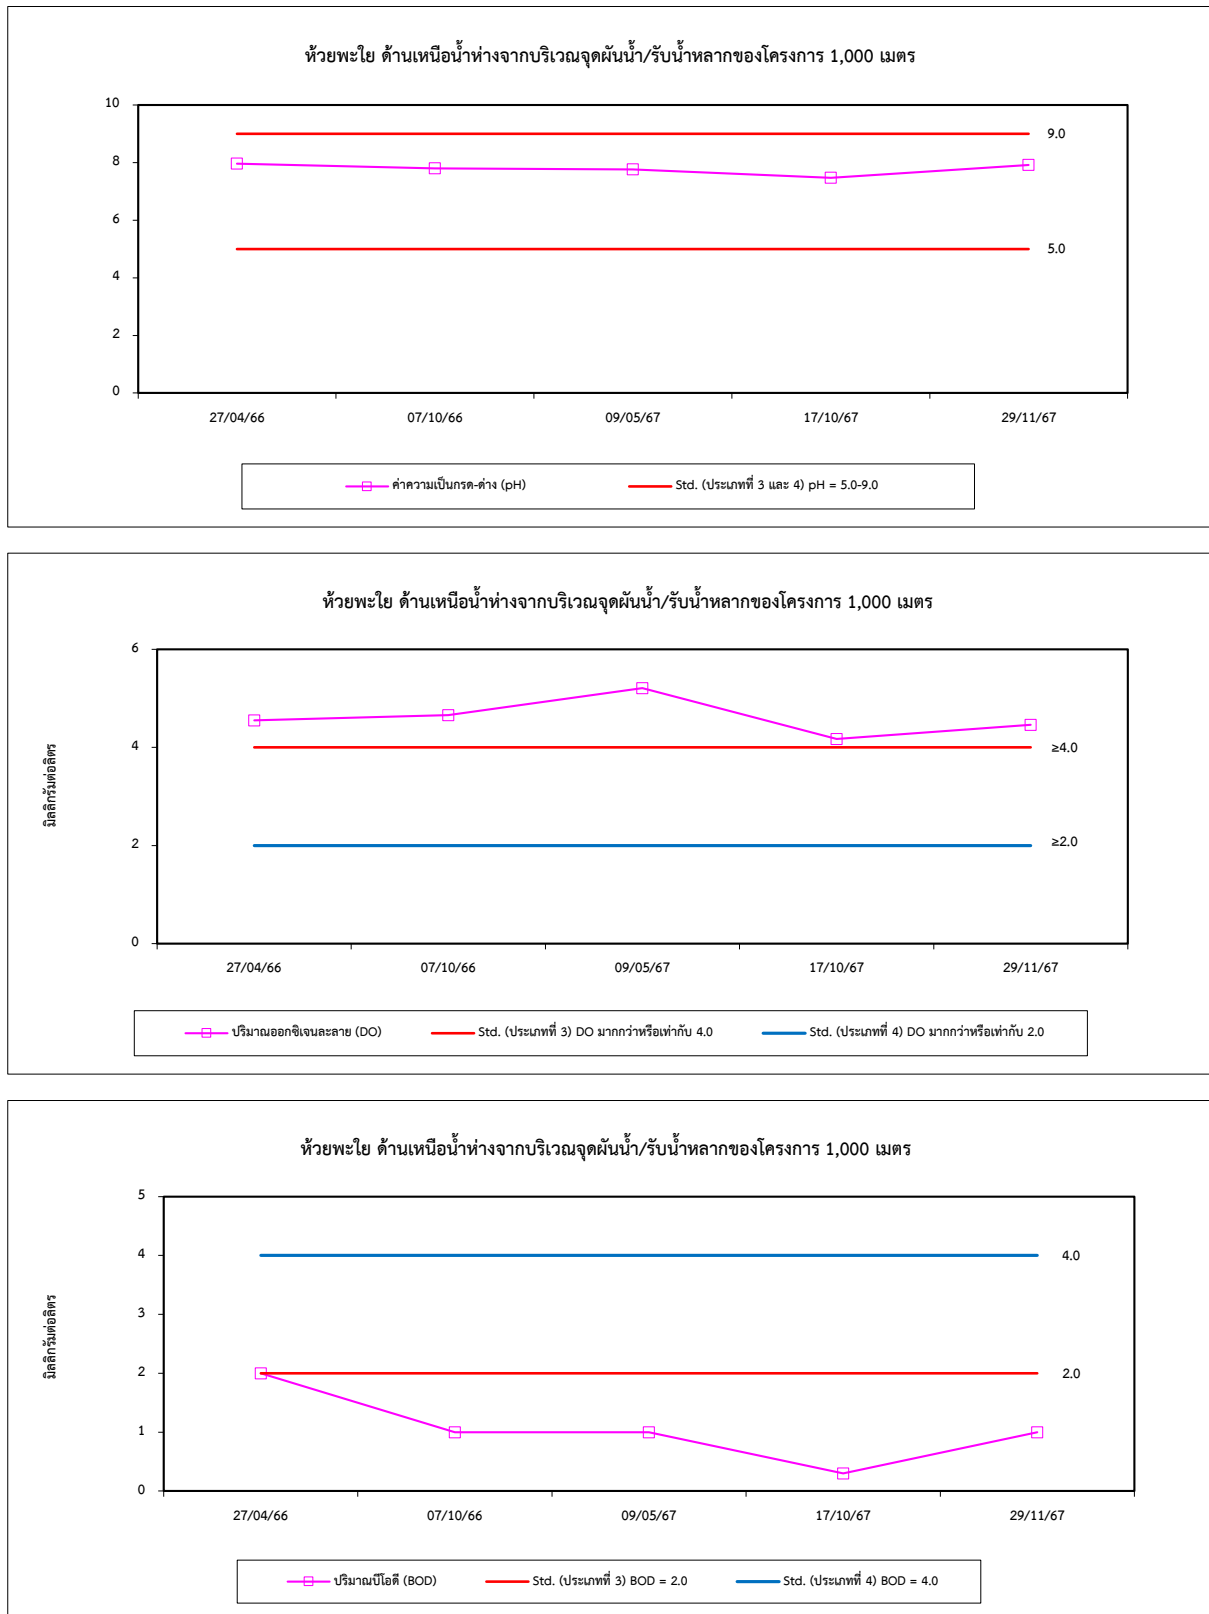 ห้วยพะใย ด้านเหนือน้ำห่างจากบริเวณจุดผันน้ำ/รับน้ำหลากของโครงการ 1,000 เมตร
10
8
6
4
2
0
9.0
5.0
27/04/66 07/10/66 09/05/67 17/10/67 29/11/67
ค่าความเป็นกรด-ด่าง (pH) Std. (ประเภทที่ 3 และ 4) pH = 5.0-9.0
ห้วยพะใย ด้านเหนือน้ำห่างจากบริเวณจุดผันน้ำ/รับน้ำหลากของโครงการ 1,000 เมตร
มิลลิกรัมต่อลิตร
6
4
2
0
≥4.0
≥2.0
27/04/66 07/10/66 09/05/67 17/10/67 29/11/67
ปริมาณออกซิเจนละลาย (DO) Std. (ประเภทที่ 3) DO มากกว่าหรือเท่ากับ 4.0 Std. (ประเภทที่ 4) DO มากกว่าหรือเท่ากับ 2.0
ห้วยพะใย ด้านเหนือน้ำห่างจากบริเวณจุดผันน้ำ/รับน้ำหลากของโครงการ 1,000 เมตร
มิลลิกรัมต่อลิตร
5
4
3
2
1
0
4.0
2.0
27/04/66 07/10/66 09/05/67 17/10/67 29/11/67
ปริมาณบีโอดี (BOD) Std. (ประเภทที่ 3) BOD = 2.0 Std. (ประเภทที่ 4) BOD = 4.0